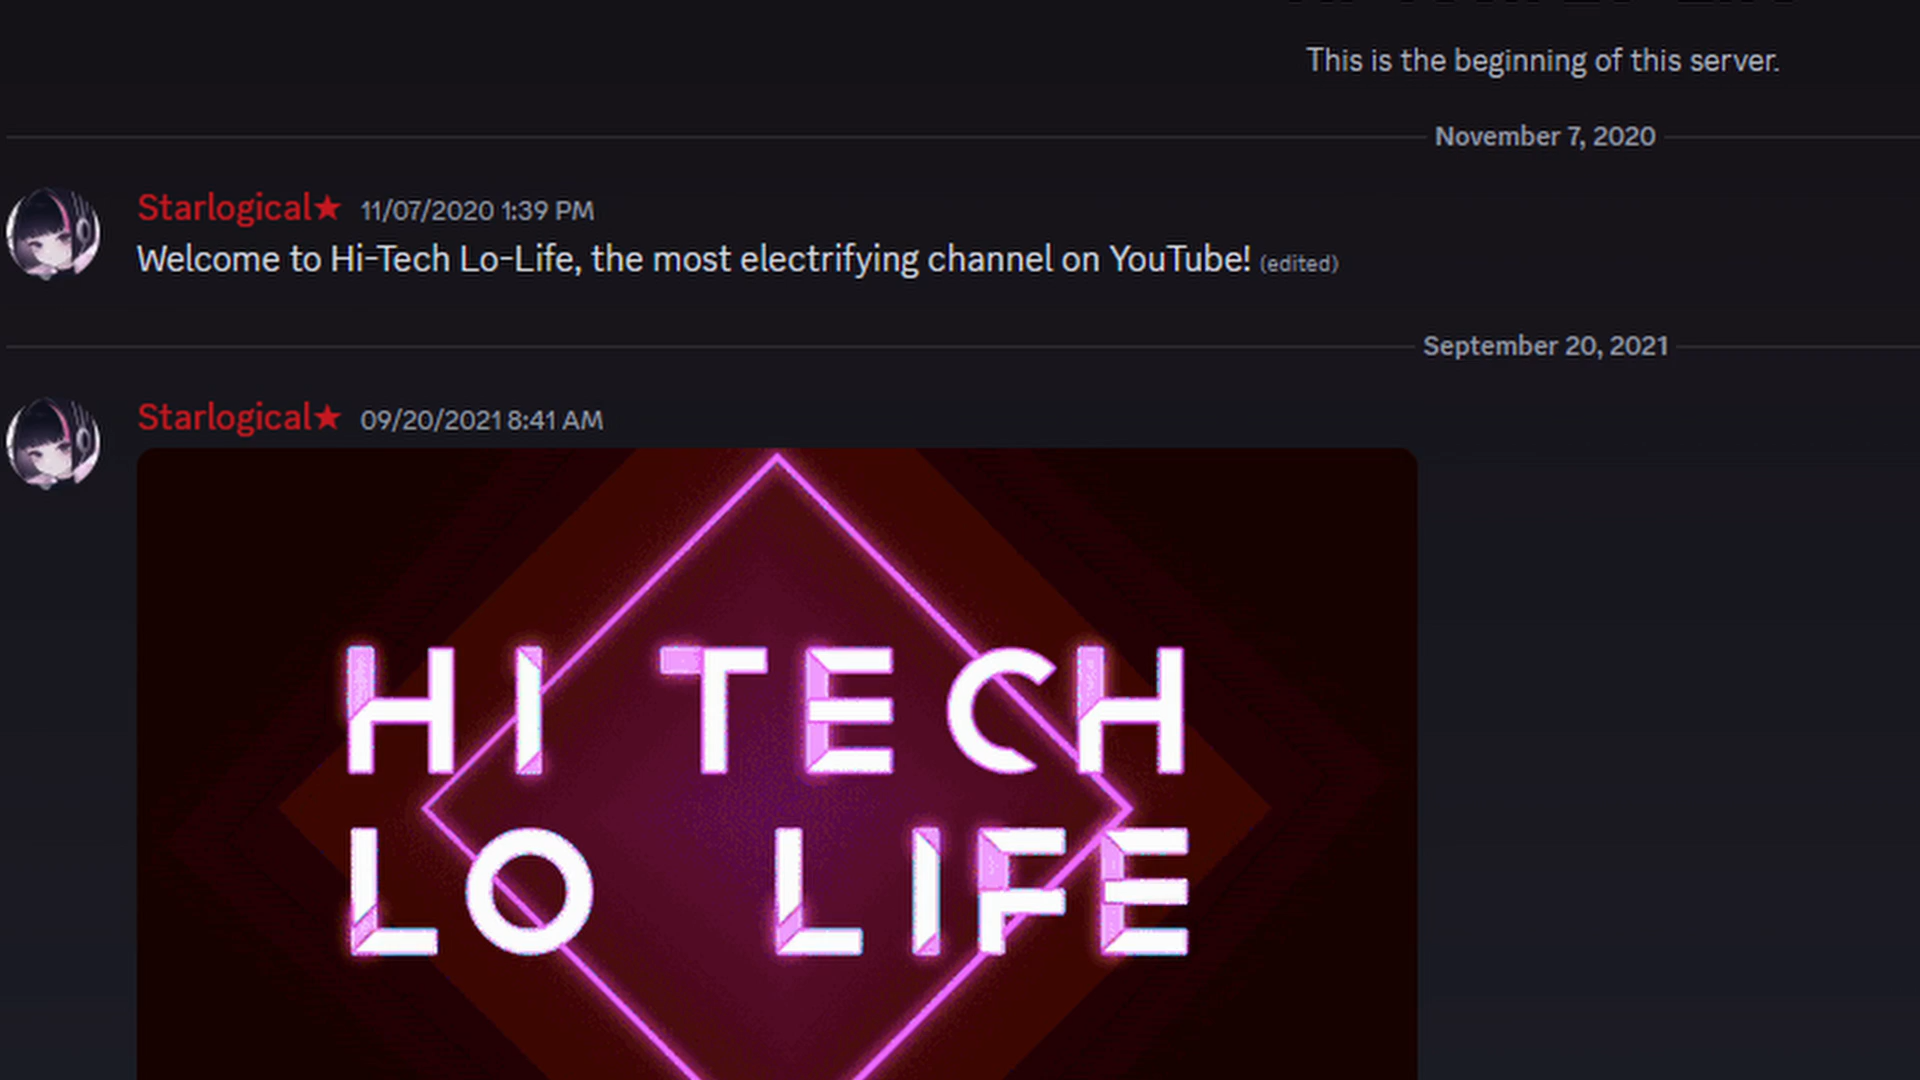 This is the beginning of this server.
November 7, 2020
Starlogical★ 11/07/2020 1:39 PM
Welcome to Hi-Tech Lo-Life, the most electrifying channel on YouTube! (edited)
September 20, 2021
Starlogical★ 09/20/2021 8:41 AM
HI TECH
LO LIFE